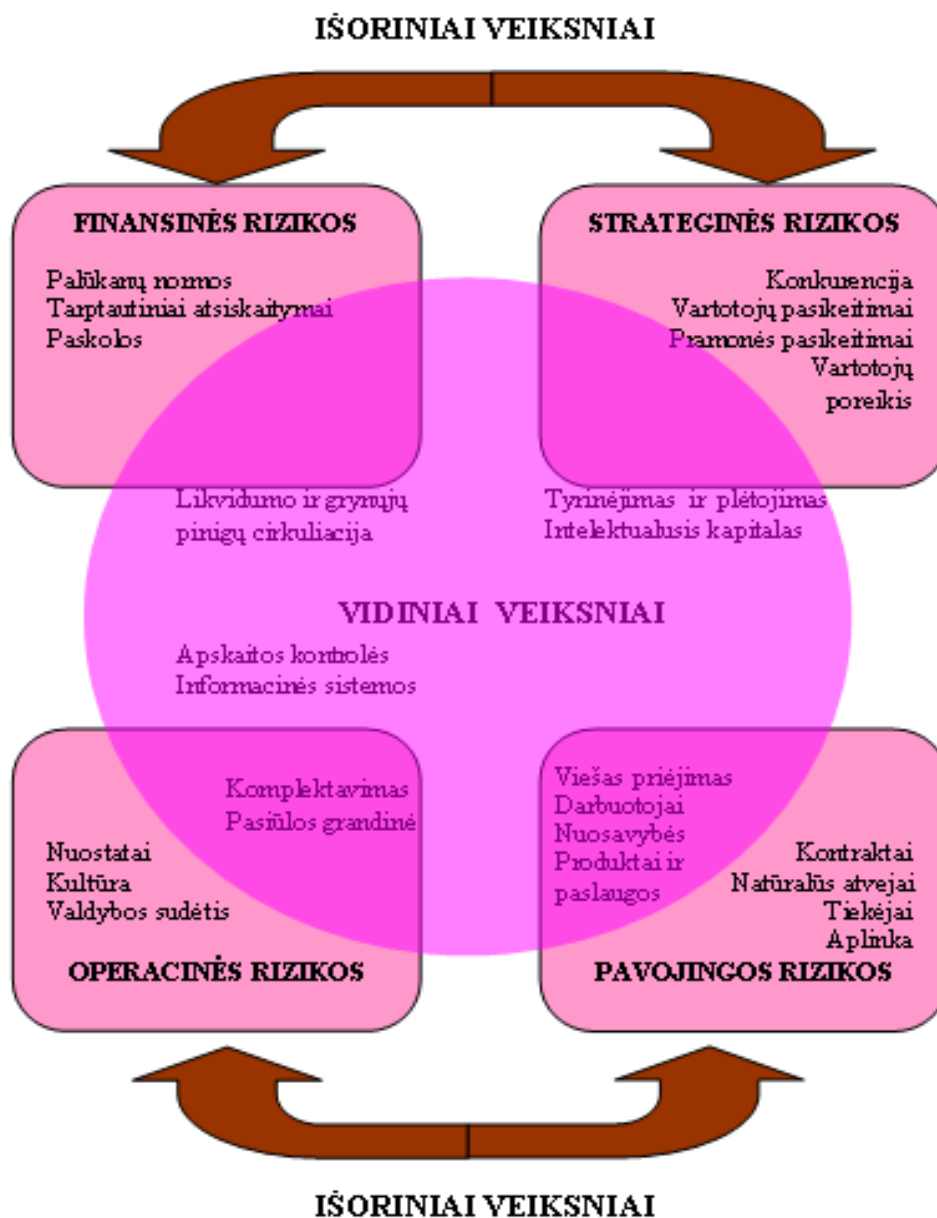 IŠORINIAI VEIKSNIAI
FINANSINĖS RIZIKOS
Palūkanų normos
Tarptautiniai atsiskaitymai
Paskolos
STRATEGINĖS RIZIKOS
Konkurencija
Vartotojų pasikeitimai
Pramonės pasikeitimai
Vartotojų
poreikis
Likvidumo ir grynųjų
pinigų cirkuliacija
Tyrinėjimas ir plėtojimas
Intelektualusis kapitalas
VIDINIAI VEIKSNIAI
Apskaitos kontrolės
Informacinės sistemos
Komplektavimas
Pasiūlos grandinė
Nuostatai
Kultūra
Valdybos sudėtis
OPERACINĖS RIZIKOS
Viešas priėjimas
Darbuotojai
Nuosavybės
Produktai ir
paslaugos
Kontraktai
Natūralūs atvejai
Tiekėjai
Aplinka
PAVOJINGOS RIZIKOS
IŠORINIAI VEIKSNIAI